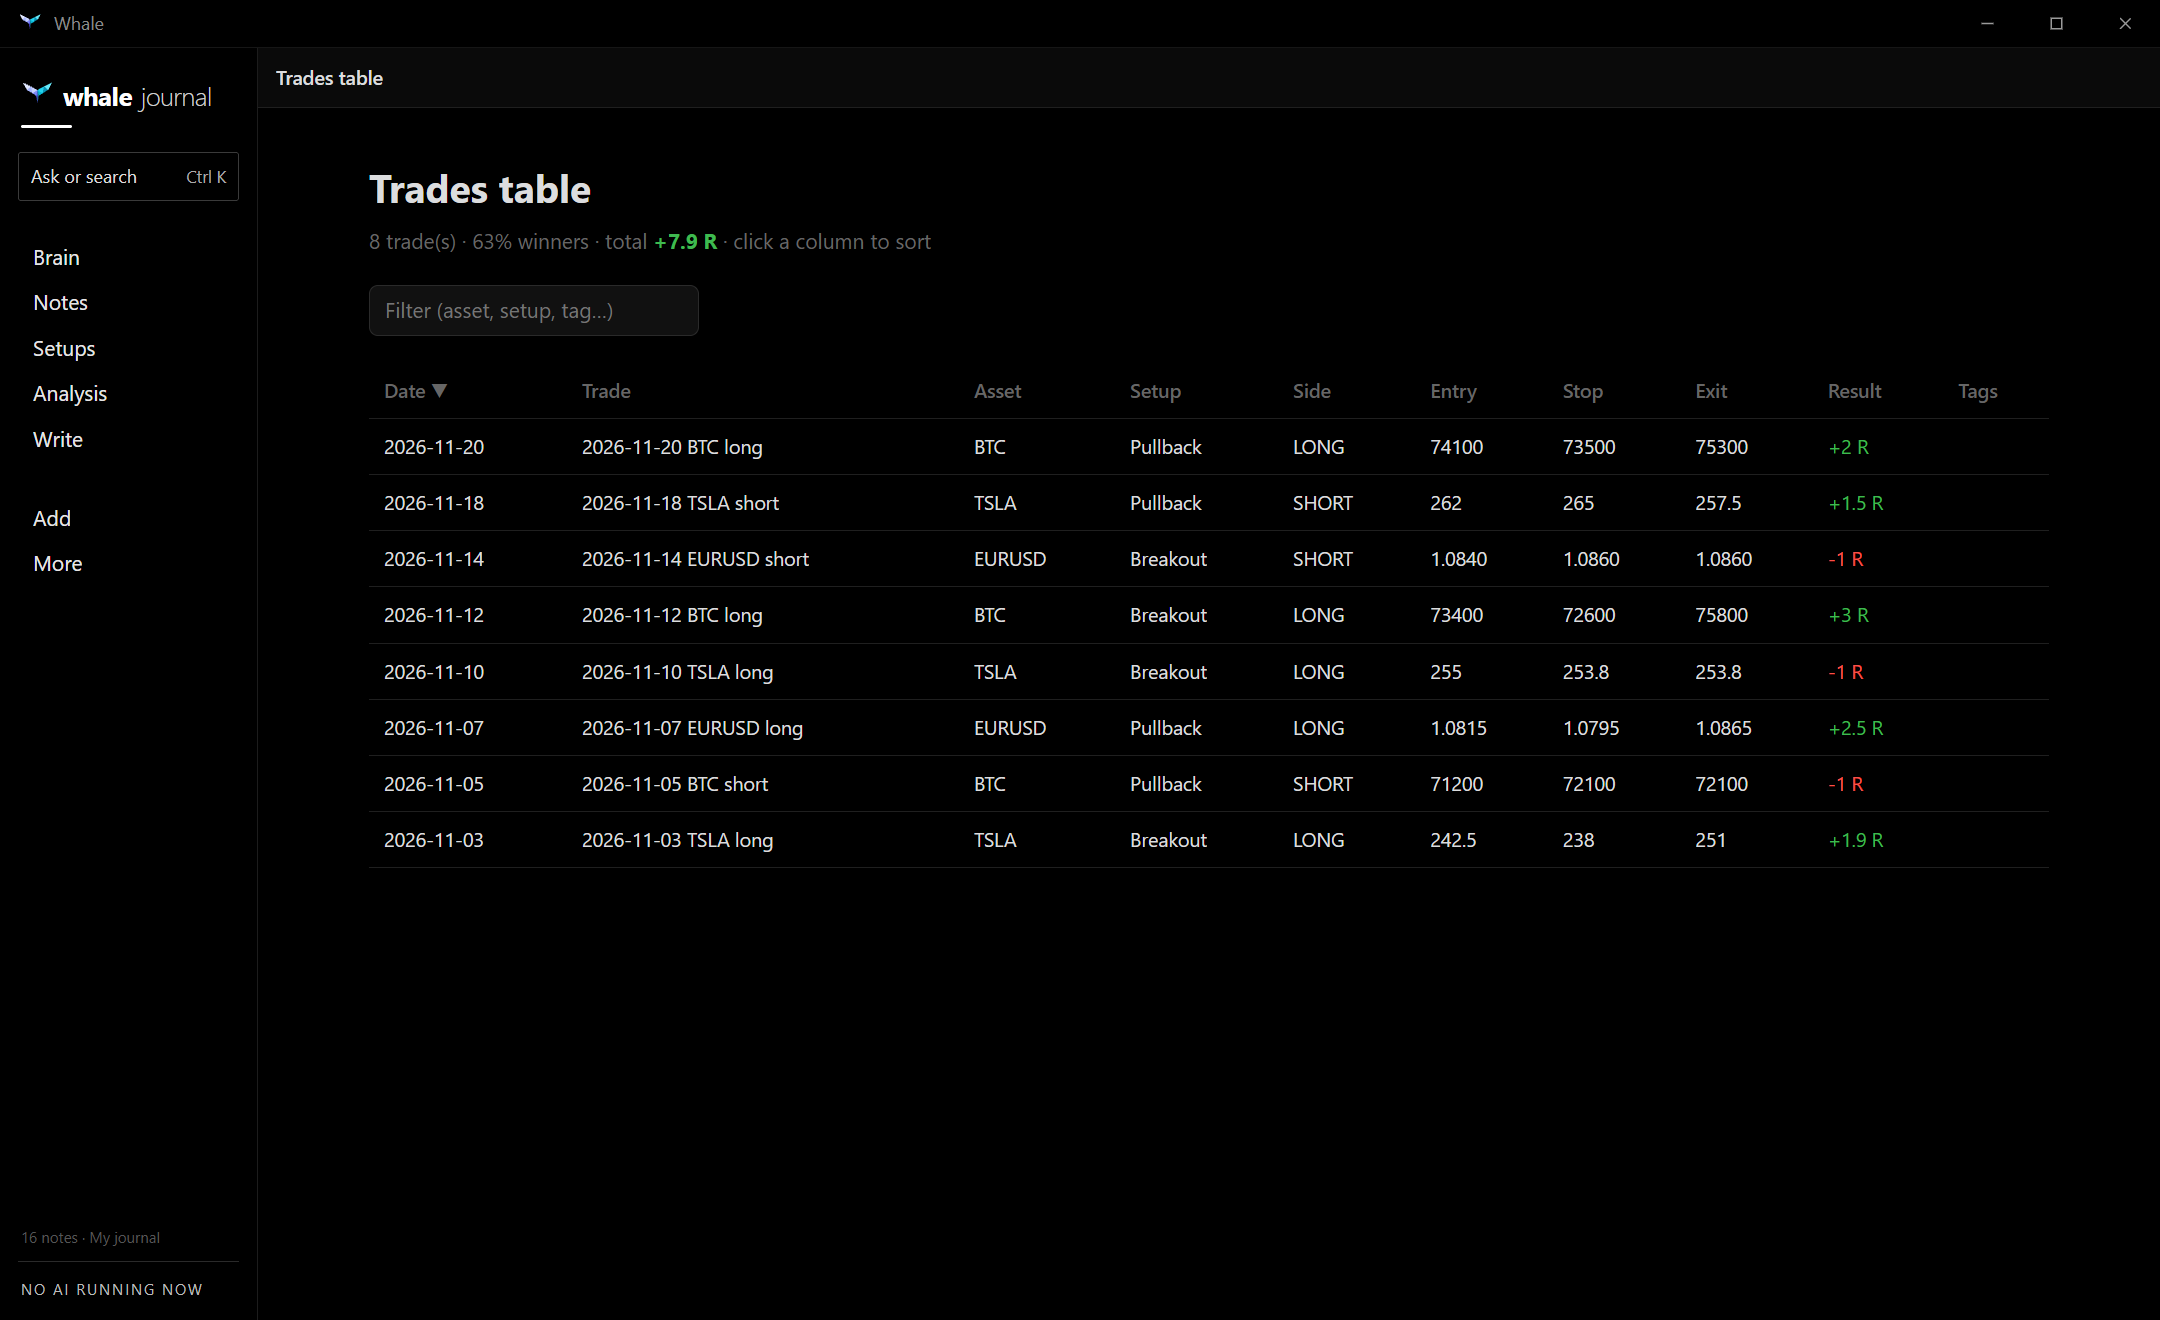 Whale
whale journal
Ask or search Ctrl K
Brain
Notes
Setups
Analysis
Write
Add
More
16 notes · My journal
NO AI RUNNING NOW
Trades table
Trades table
8 trade(s) · 63% winners · total +7.9 R · click a column to sort
Filter (asset, setup, tag...)
Date ▼ Trade Asset Setup Side Entry Stop Exit Result Tags
2026-11-20 2026-11-20 BTC long BTC Pullback LONG 74100 73500 75300 +2 R
2026-11-18 2026-11-18 TSLA short TSLA Pullback SHORT 262 265 257.5 +1.5 R
2026-11-14 2026-11-14 EURUSD short EURUSD Breakout SHORT 1.0840 1.0860 1.0860 -1 R
2026-11-12 2026-11-12 BTC long BTC Breakout LONG 73400 72600 75800 +3 R
2026-11-10 2026-11-10 TSLA long TSLA Breakout LONG 255 253.8 253.8 -1 R
2026-11-07 2026-11-07 EURUSD long EURUSD Pullback LONG 1.0815 1.0795 1.0865 +2.5 R
2026-11-05 2026-11-05 BTC short BTC Pullback SHORT 71200 72100 72100 -1 R
2026-11-03 2026-11-03 TSLA long TSLA Breakout LONG 242.5 238 251 +1.9 R